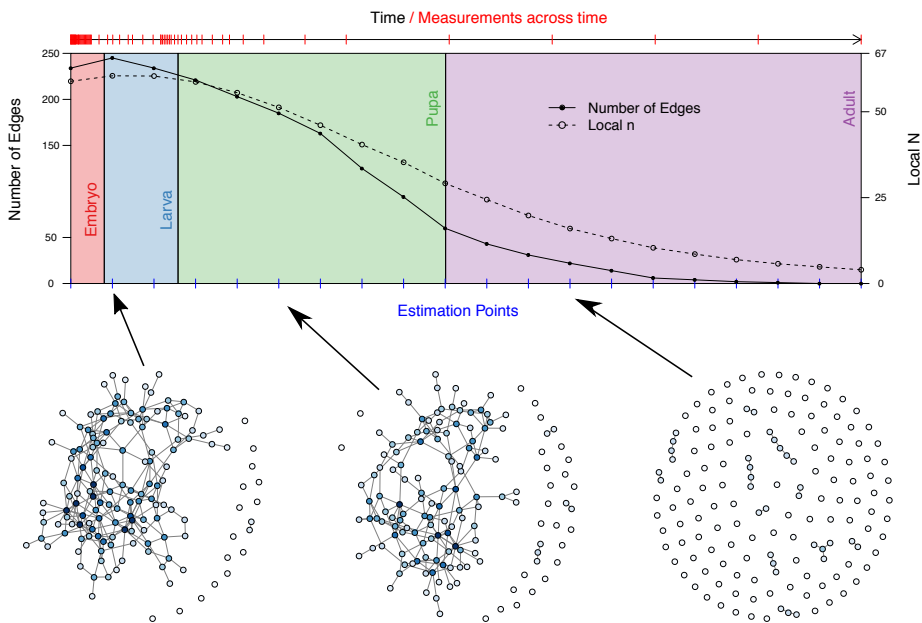 Time / Measurements across time
250
200
150
50
0
Number of Edges
67
50
25
0
Local N
Embryo
Larva
Pupa
Adult
Number of Edges
Local n
Estimation Points